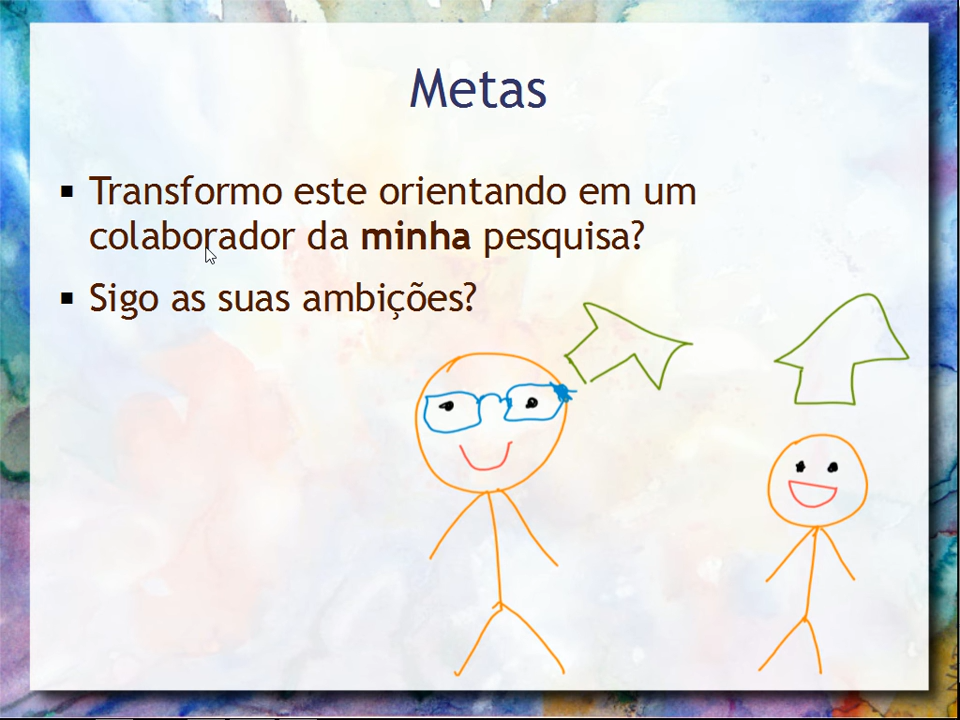 Metas
Transformo este orientando em um
colaborador da minha pesquisa?
Sigo as suas ambições?